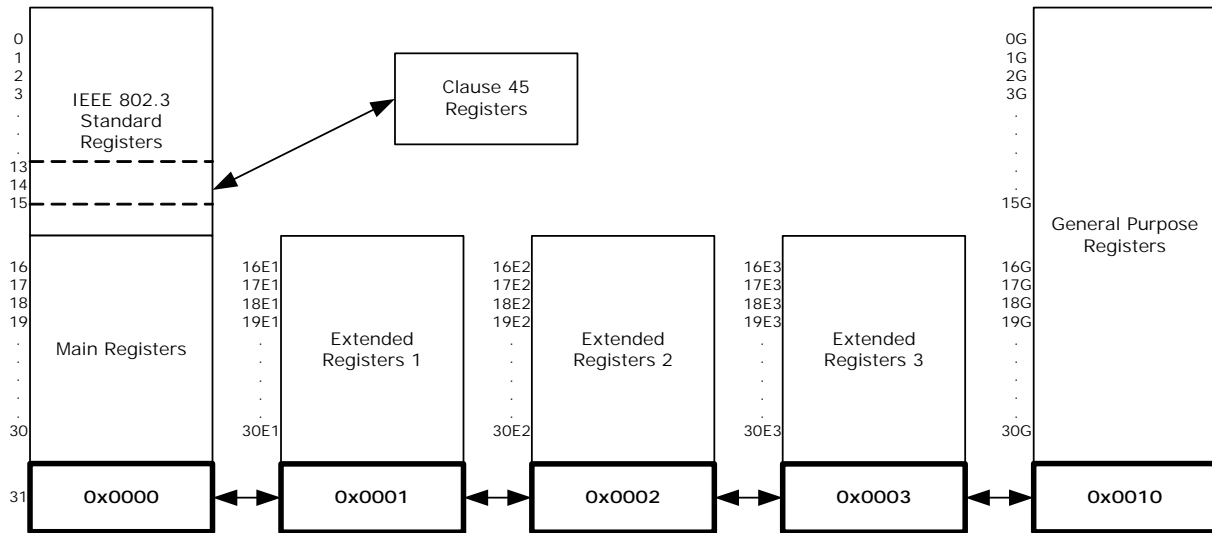 0
1
2
3
.
.
.
13
14
15
IEEE 802.3
Standard
Registers
Clause 45
Registers
16
17
18
19
.
.
.
.
.
30
Main Registers
16E1
17E1
18E1
19E1
.
.
.
.
.
30E1
Extended
Registers 1
16E2
17E2
18E2
19E2
.
.
.
.
.
30E2
Extended
Registers 2
16E3
17E3
18E3
19E3
.
.
.
.
.
30E3
Extended
Registers 3
0G
1G
2G
3G
.
.
.
.
.
15G
16G
17G
18G
19G
.
.
.
.
.
30G
General Purpose
Registers
31
0x0000
0x0001
0x0002
0x0003
0x0010